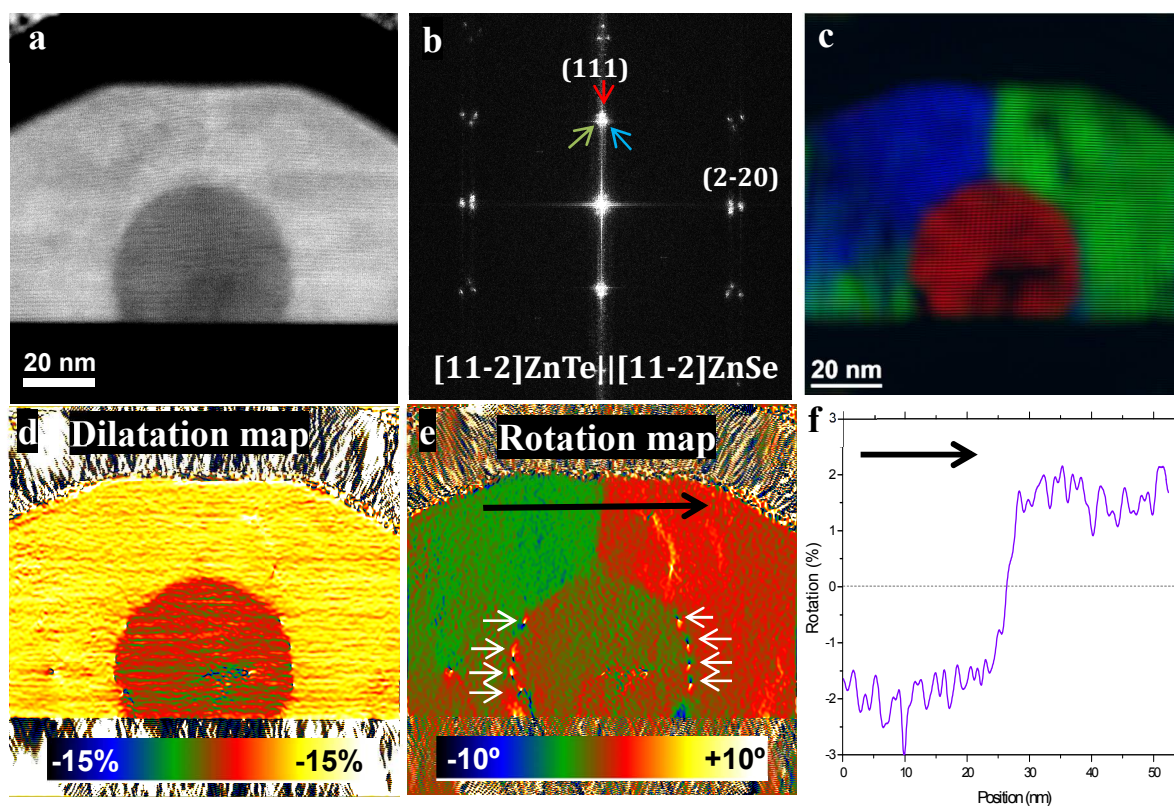 a
20 nm
b
(111)
(2-20)
[11-2]ZnTe||[11-2]ZnSe
c
20 nm
d
Dilatation map
-15%
-15%
e
Rotation map
-10º
+10º
f
3
2
1
0
-1
-2
-3
Rotation (%)
0
10
20
30
40
50
Position (nm)